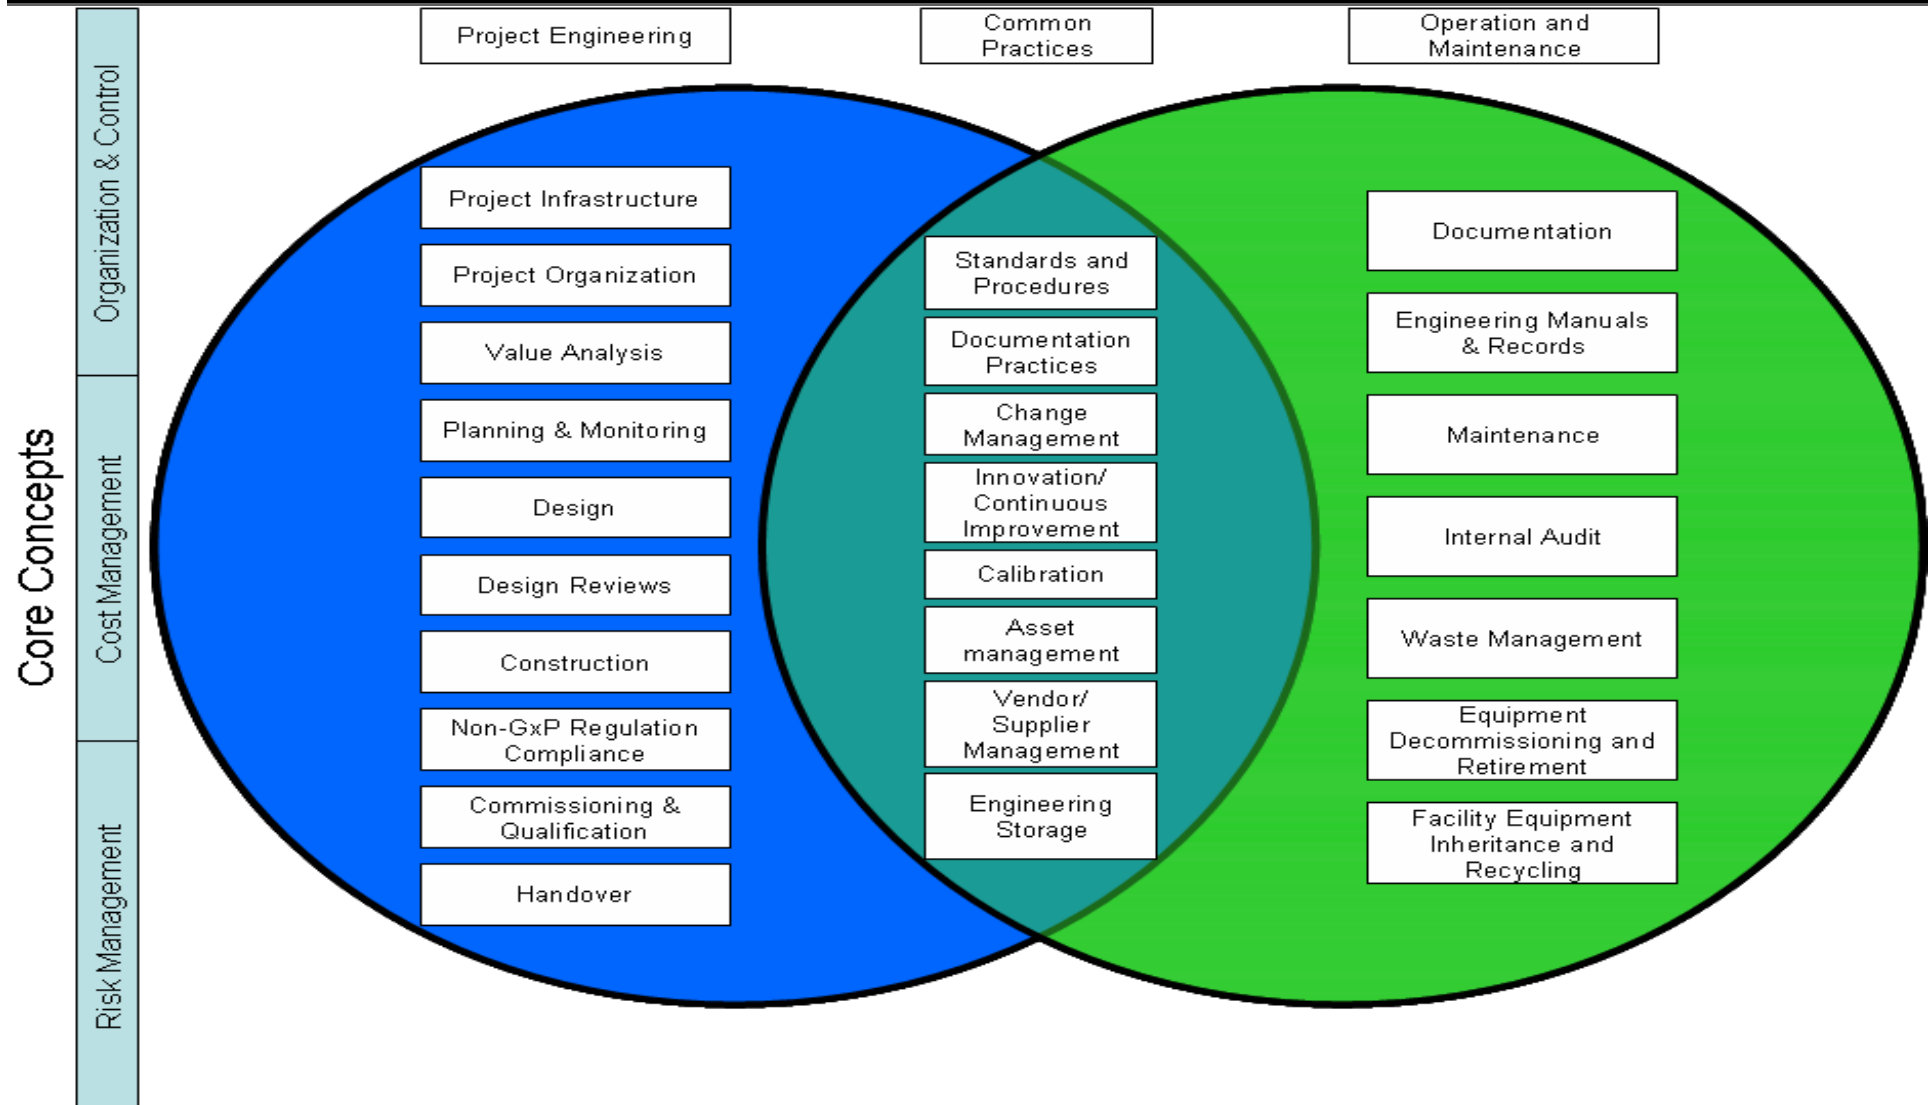 Project Engineering
Common
Practices
Operation and
Maintenance
Core Concepts
Organization & Control
Cost Management
Risk Management
Project Infrastructure
Project Organization
Value Analysis
Planning & Monitoring
Design
Design Reviews
Construction
Non-GxP Regulation
Compliance
Commissioning &
Qualification
Handover
Standards and
Procedures
Documentation
Practices
Change
Management
Innovation/
Continuous
Improvement
Calibration
Asset
management
Vendor/
Supplier
Management
Engineering
Storage
Documentation
Engineering Manuals
& Records
Maintenance
Internal Audit
Waste Management
Equipment
Decommissioning and
Retirement
Facility Equipment
Inheritance and
Recycling